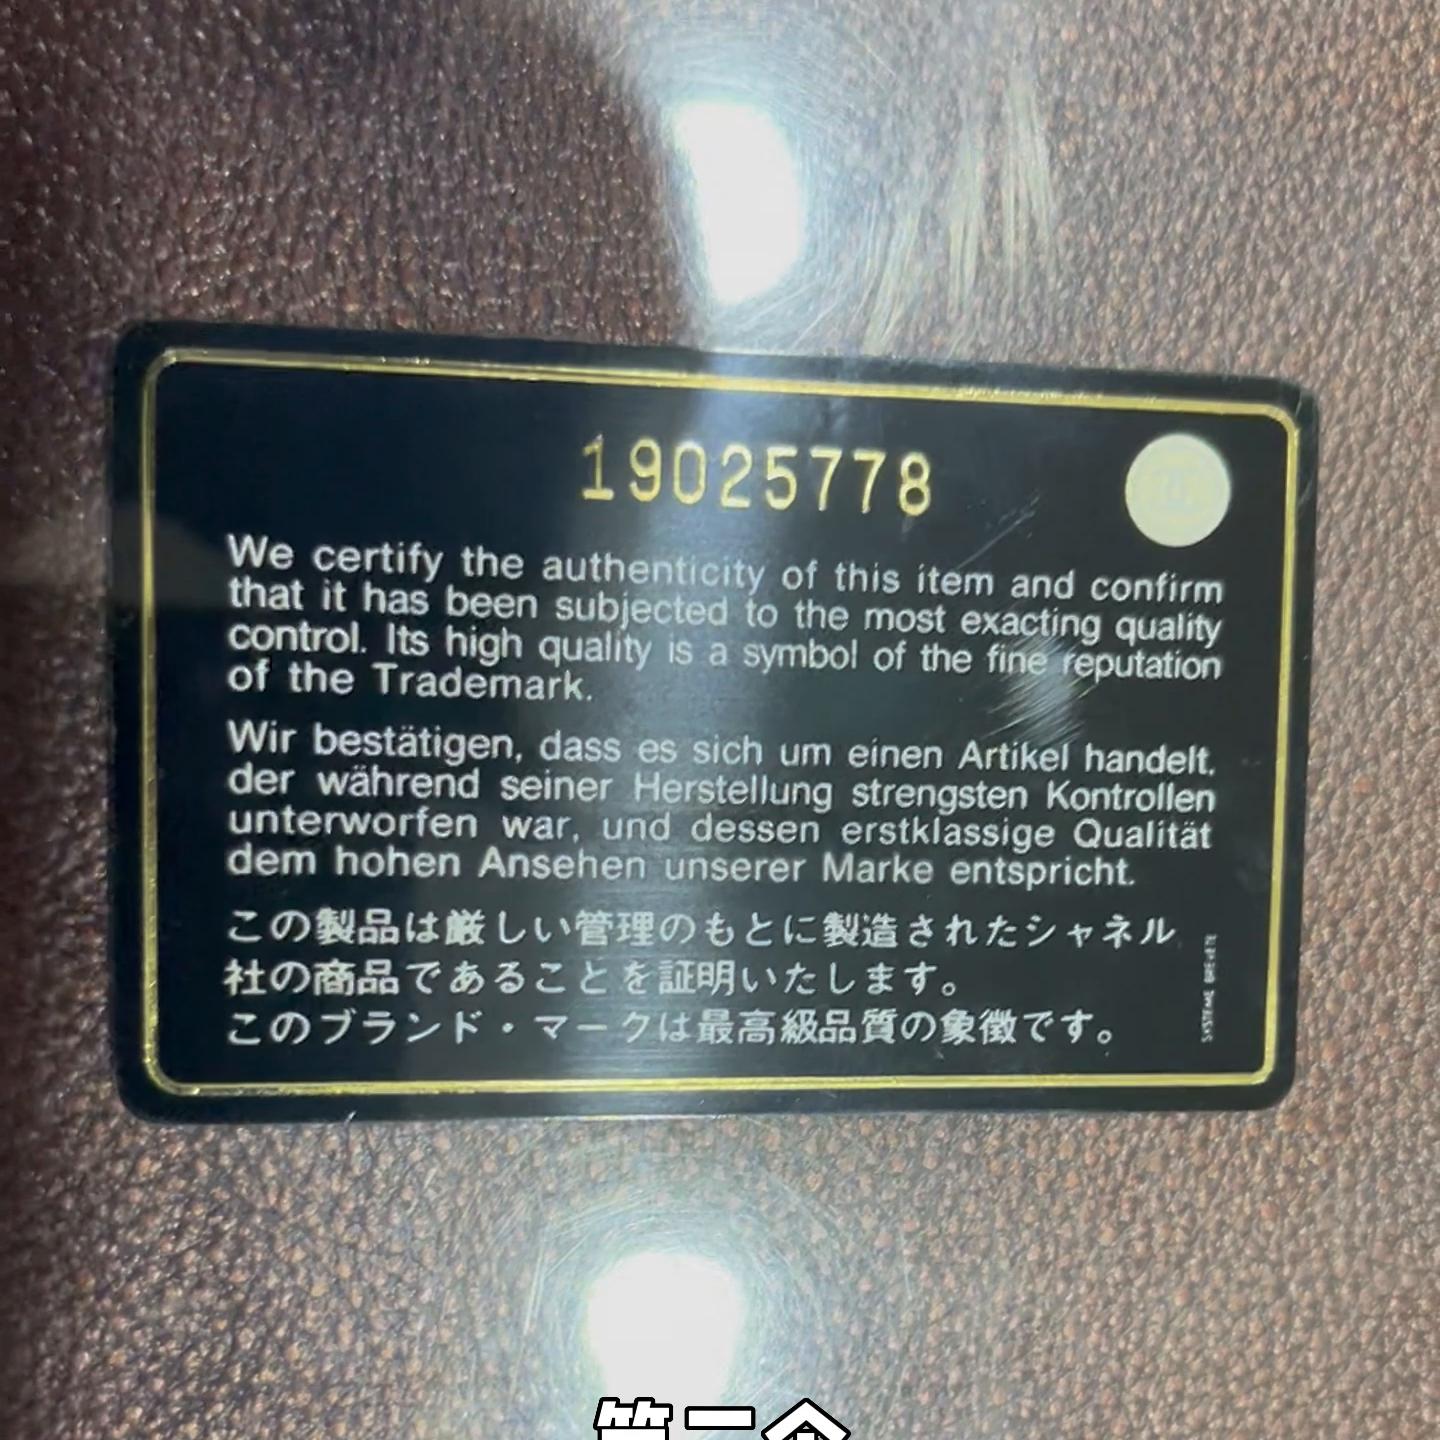 19025778
We certify the authenticity of this item and confirm
that it has been subjected to the most exacting quality
control. Its high quality is a symbol of the fine reputation
of the Trademark.
Wir bestätigen, dass es sich um einen Artikel handelt,
der während seiner Herstellung strengsten Kontrollen
unterworfen war, und dessen erstklassige Qualität
dem hohen Ansehen unserer Marke entspricht.
この製品は厳しい管理のもとに製造されたシャネル
社の商品であることを証明いたします。
このブランド・マークは最高級品質の象徴です。
SYSTEME BREVETE